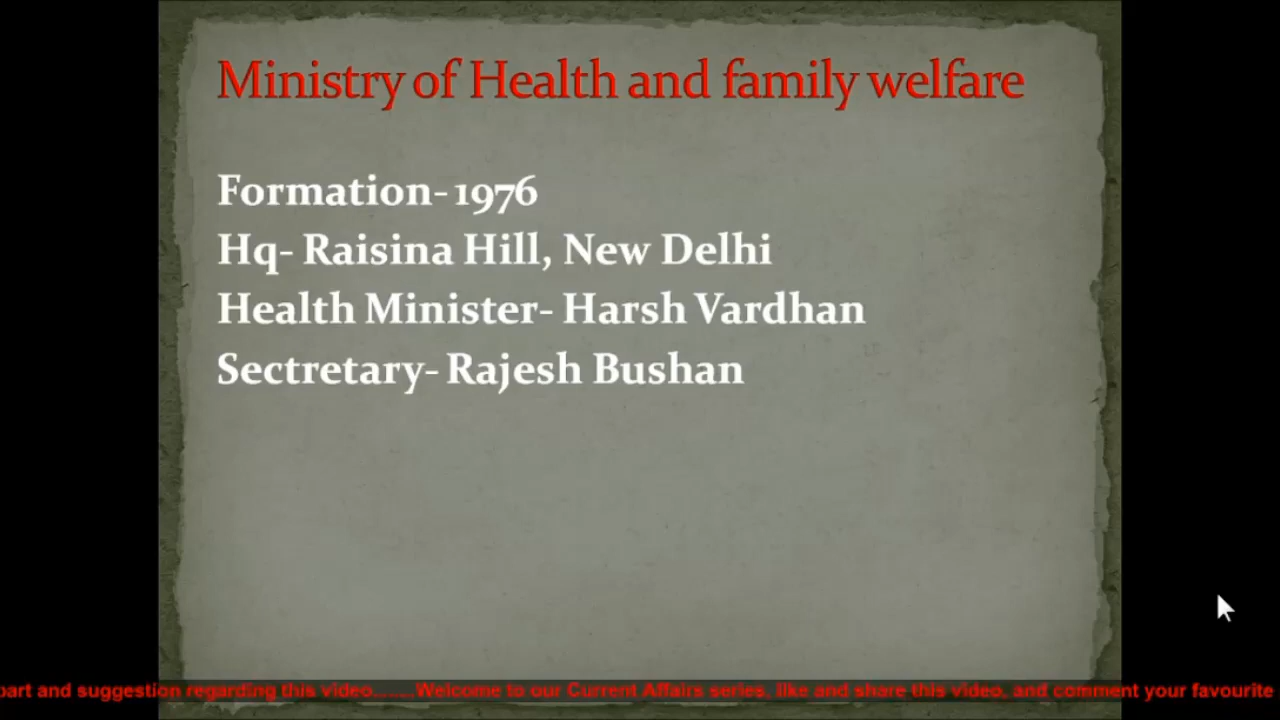 Ministry of Health and family welfare
Formation- 1976
Hq- Raisina Hill, New Delhi
Health Minister- Harsh Vardhan
Sectretary- Rajesh Bushan
part and suggestion regarding this video........Welcome to our Current Affairs series, like and share this video, and comment your favourite